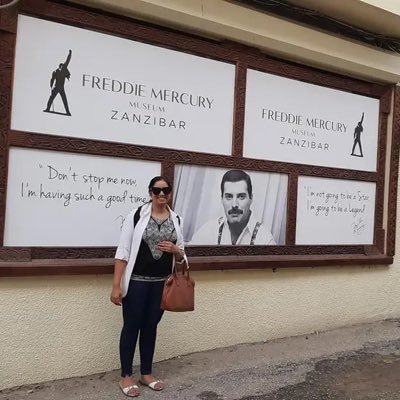 FREDDIE MERCURY
MUSEUM
ZANZIBAR
FREDDIE MERCURY
MUSEUM
ZANZIBAR
"Don't stop me now,
I'm having such a good time
"I'm not going to be a Star
I'm going to be a Legend